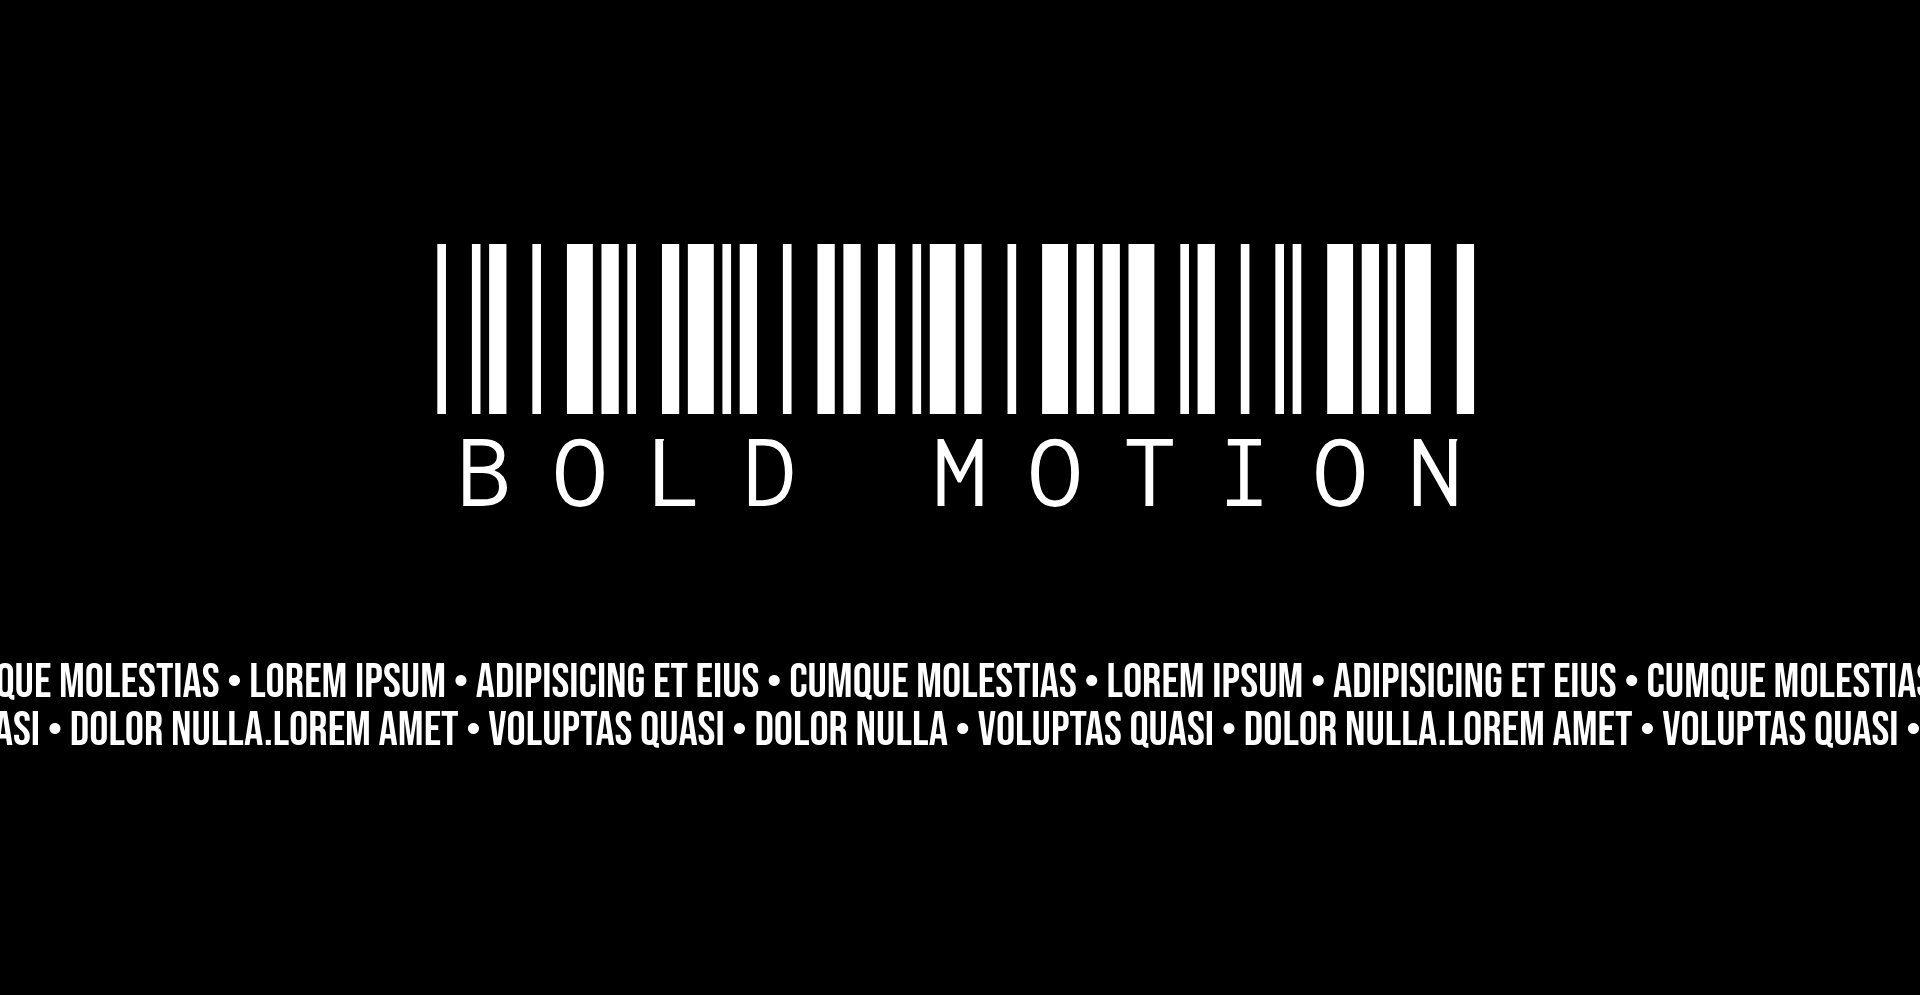 BOLD MOTION
QUE MOLESTIAS • LOREM IPSUM • ADIPISICING ET EIUS • CUMQUE MOLESTIAS • LOREM IPSUM • ADIPISICING ET EIUS • CUMQUE MOLESTIAS
ASI • DOLOR NULLA.LOREM AMET • VOLUPTAS QUASI • DOLOR NULLA • VOLUPTAS QUASI • DOLOR NULLA.LOREM AMET • VOLUPTAS QUASI •